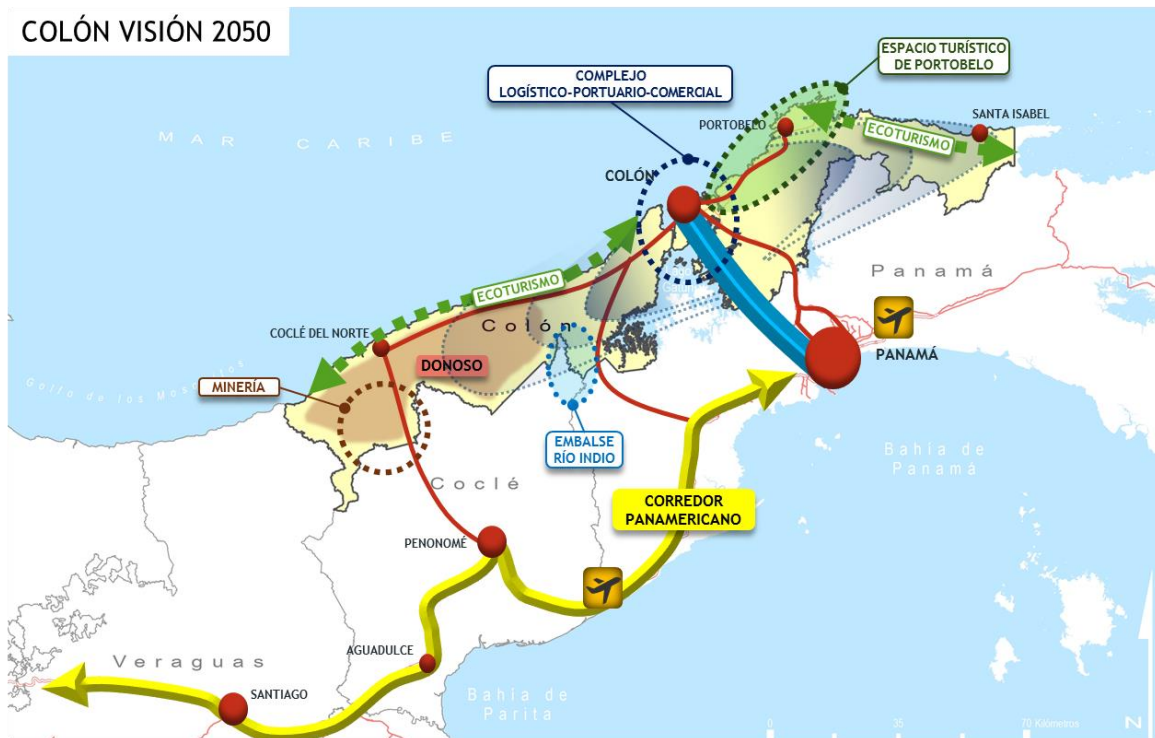 COLÓN VISIÓN 2050
ESPACIO TURÍSTICO
DE PORTOBELO
COMPLEJO
LOGÍSTICO-PORTUARIO-COMERCIAL
SANTA ISABEL
PORTOBELO
ECOTURISMO
MAR CARIBE
COLÓN
Panamá
ECOTURISMO
Colón
COCLÉ DEL NORTE
PANAMÁ
DONOSO
Golfo de los Mosquitos
MINERÍA
EMBALSE
RÍO INDIO
Bahía de
Panamá
Coclé
CORREDOR
PANAMERICANO
PENONOMÉ
AGUADULCE
Veraguas
SANTIAGO
Bahía de
Parita
0 35 70 Kilómetros
N